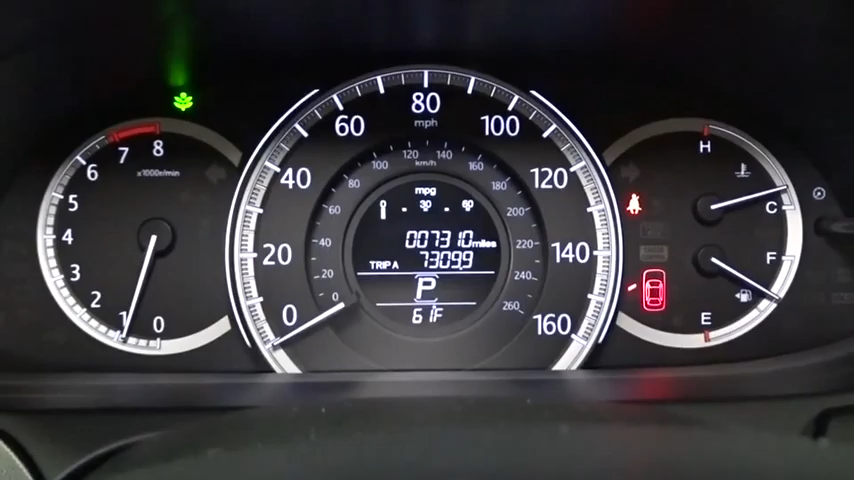 8
7
6
5
4
3
2
1
0
x1000r/min
0
20
40
60
80
mph
100
120
140
160
0
20
40
60
80
100
120
km/h
140
160
180
200
220
240
260
mpg
0 30 60
007310 miles
TRIP A 7309.9
P
61F
H
C
F
E